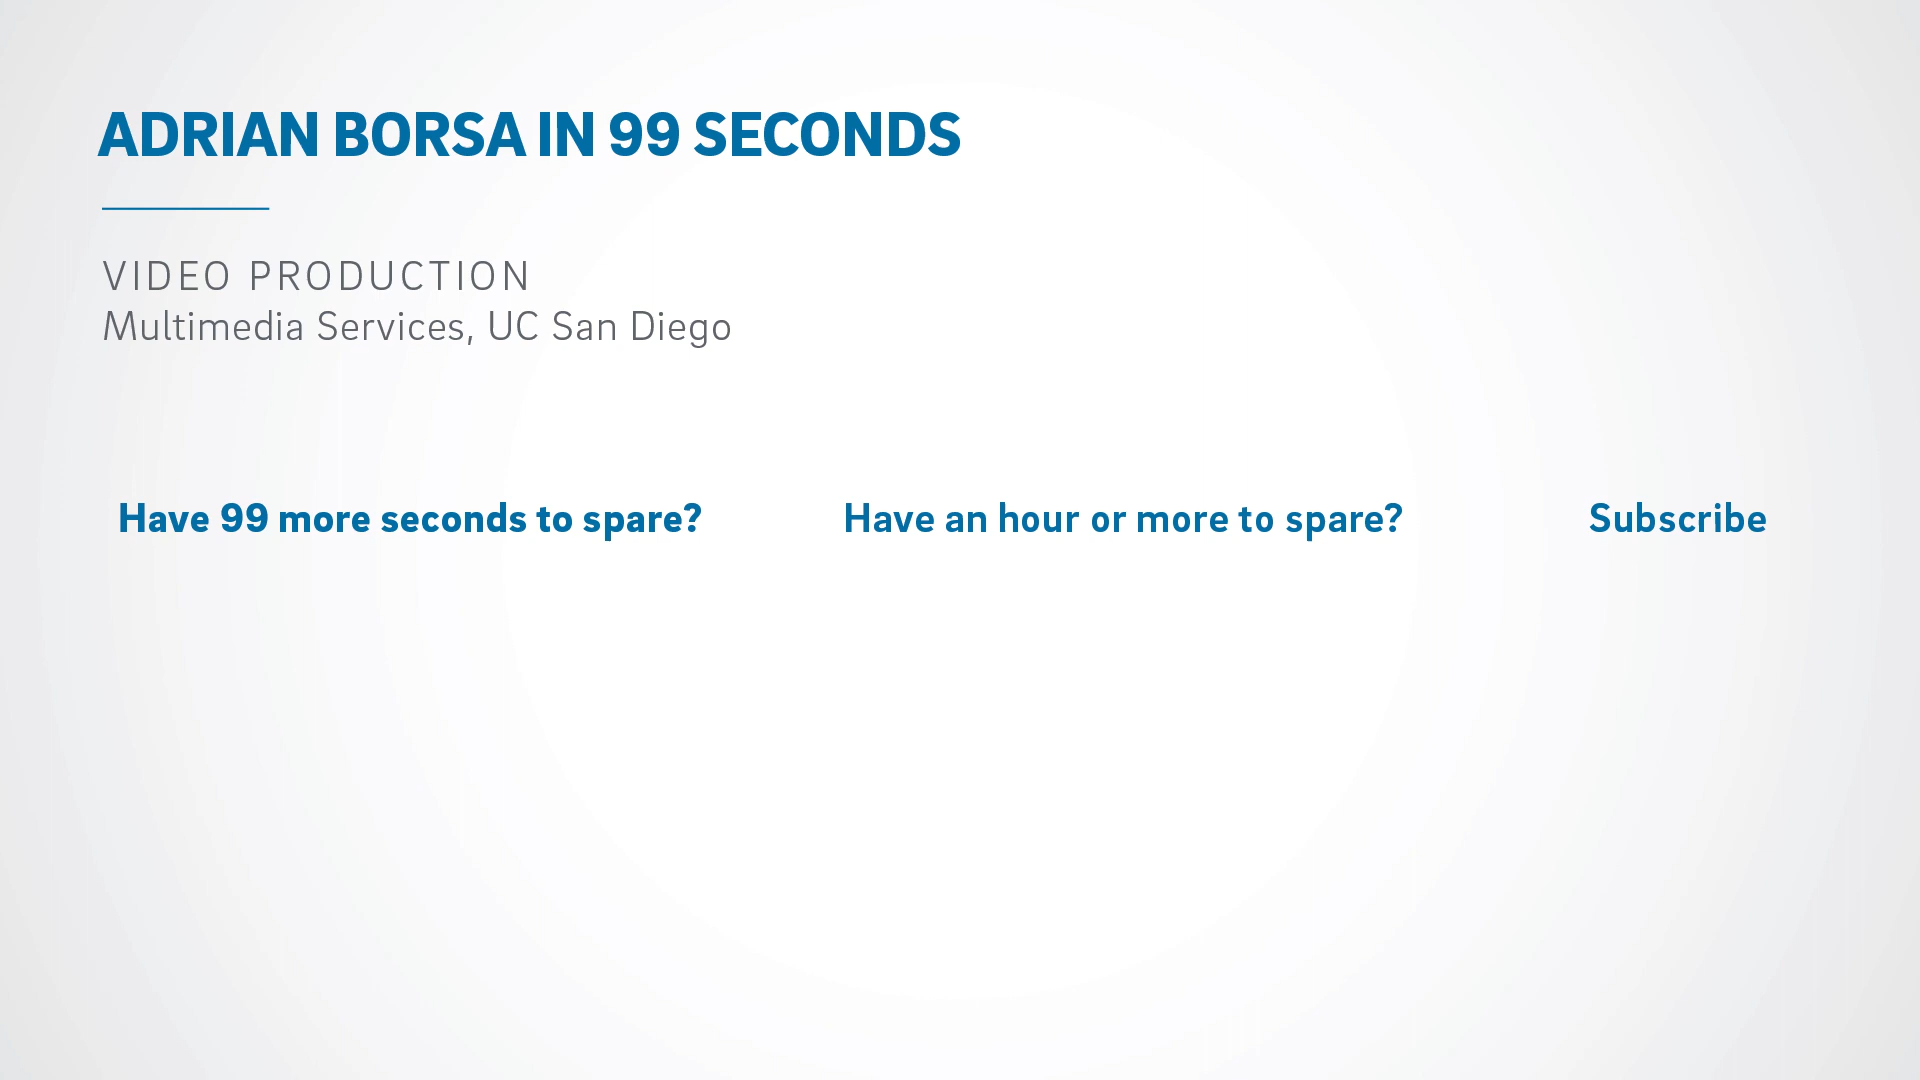 ADRIAN BORSA IN 99 SECONDS
VIDEO PRODUCTION
Multimedia Services, UC San Diego
Have 99 more seconds to spare?
Have an hour or more to spare?
Subscribe